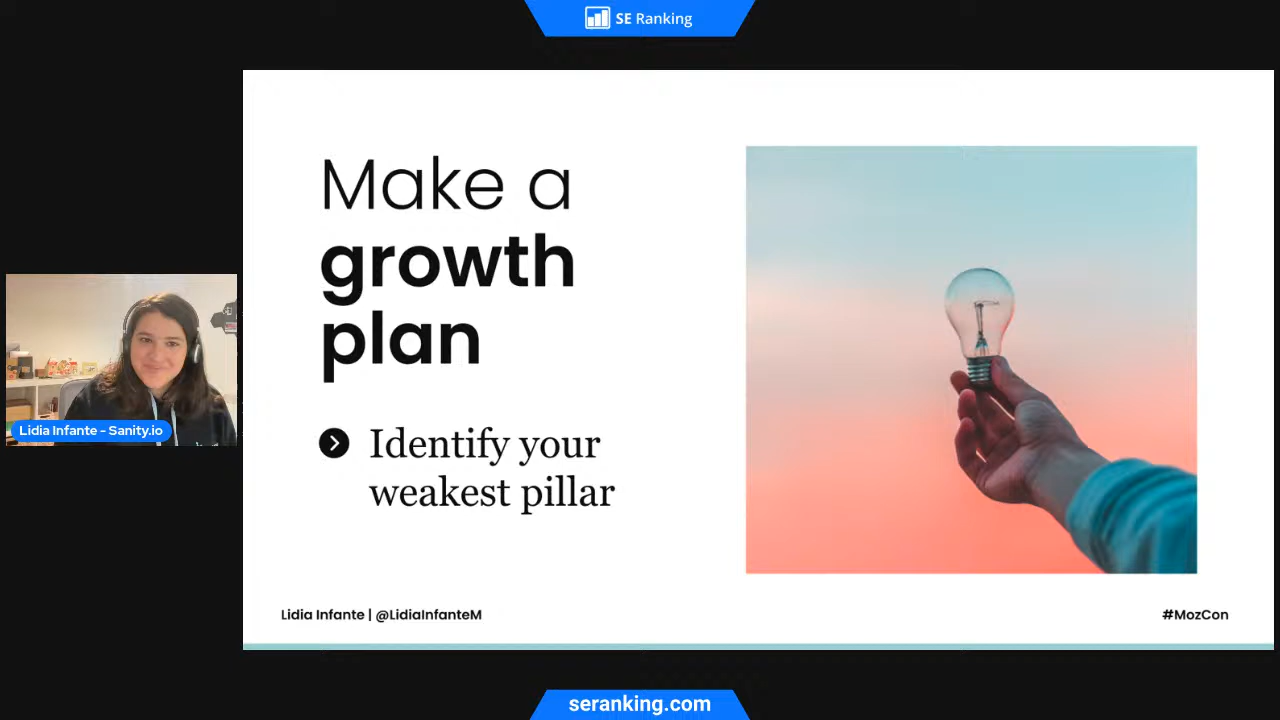 SE Ranking
Make a
growth
plan
Identify your
weakest pillar
Lidia Infante - Sanity.io
Lidia Infante | @LidiaInfanteM
#MozCon
seranking.com